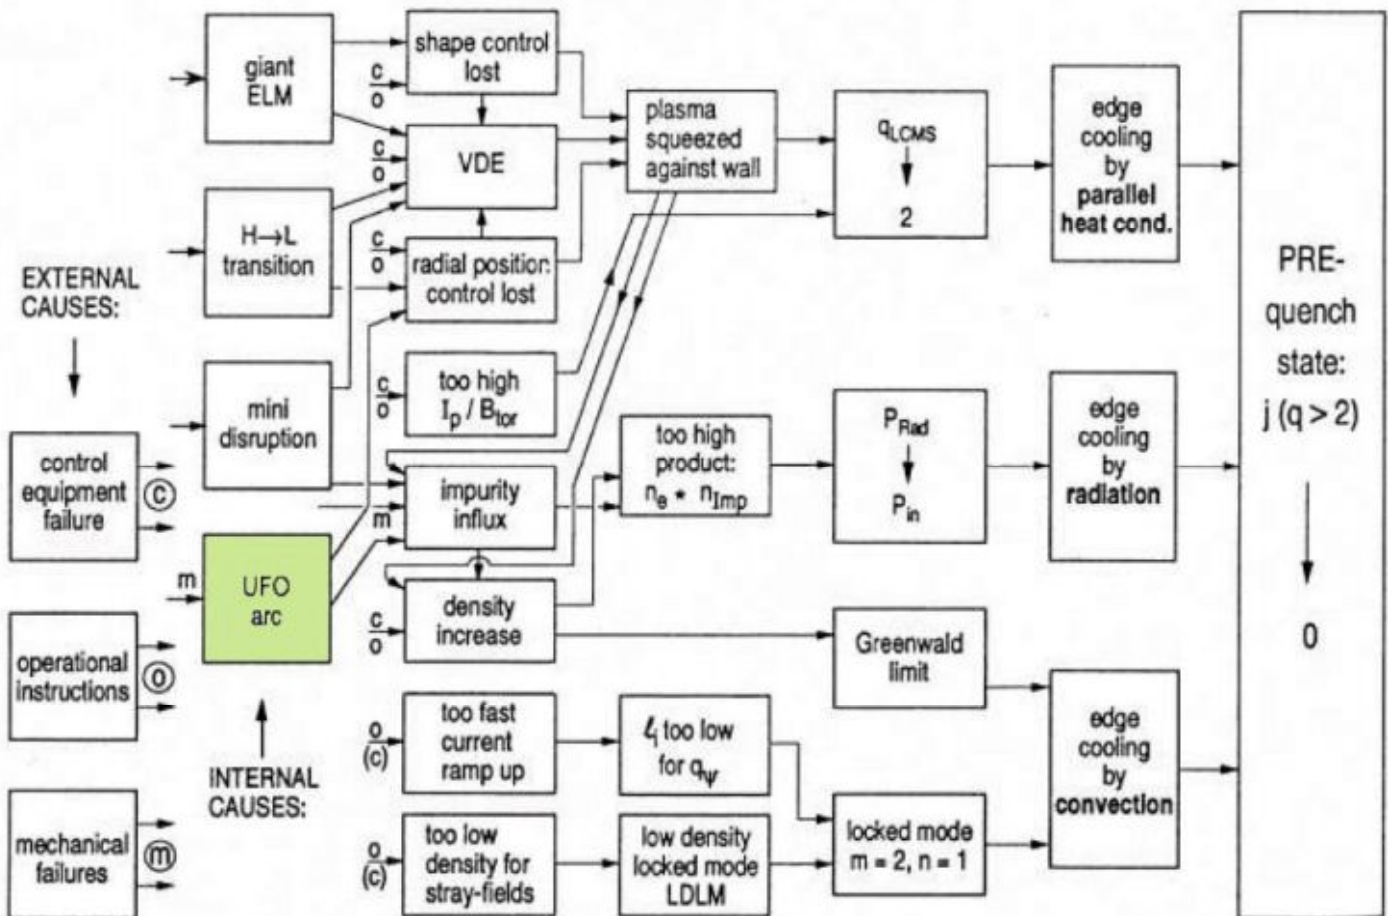 EXTERNAL
CAUSES:
control
equipment
failure
c
operational
instructions
o
mechanical
failures
m
giant
ELM
H→L
transition
mini
disruption
m
UFO
arc
INTERNAL
CAUSES:
c
o
shape control
lost
c
o
VDE
c
o
radial position
control lost
c
o
too high
Ip / Btor
m
impurity
influx
c
o
density
increase
o
(c)
too fast
current
ramp up
o
(c)
too low
density for
stray-fields
plasma
squeezed
against wall
too high
product:
ne * nImp
ℓi too low
for qψ
low density
locked mode
LDLM
qLCMS
↓
2
PRad
↓
Pin
Greenwald
limit
locked mode
m = 2, n = 1
edge
cooling
by
parallel
heat cond.
edge
cooling
by
radiation
edge
cooling
by
convection
PRE-
quench
state:
j (q > 2)
↓
0